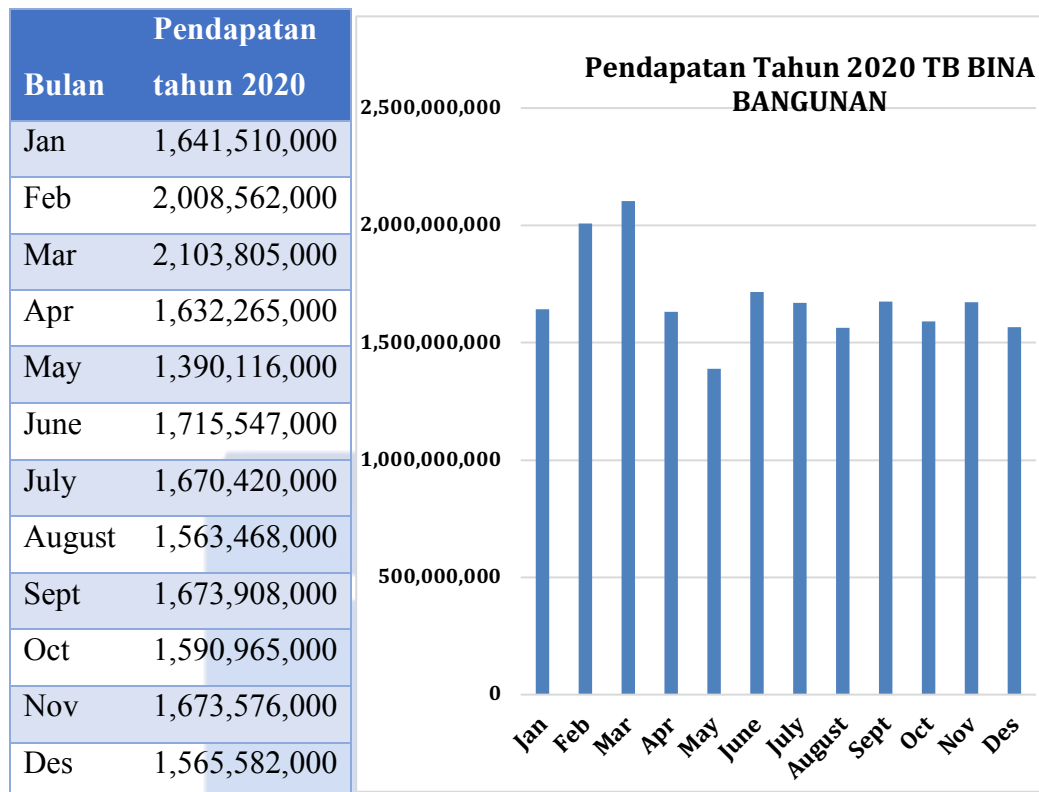 Bulan Pendapatan
tahun 2020
Jan 1,641,510,000
Feb 2,008,562,000
Mar 2,103,805,000
Apr 1,632,265,000
May 1,390,116,000
June 1,715,547,000
July 1,670,420,000
August 1,563,468,000
Sept 1,673,908,000
Oct 1,590,965,000
Nov 1,673,576,000
Des 1,565,582,000
Pendapatan Tahun 2020 TB BINA
BANGUNAN
2,500,000,000
2,000,000,000
1,500,000,000
1,000,000,000
500,000,000
0
Jan Feb Mar Apr May June July August Sept Oct Nov Des